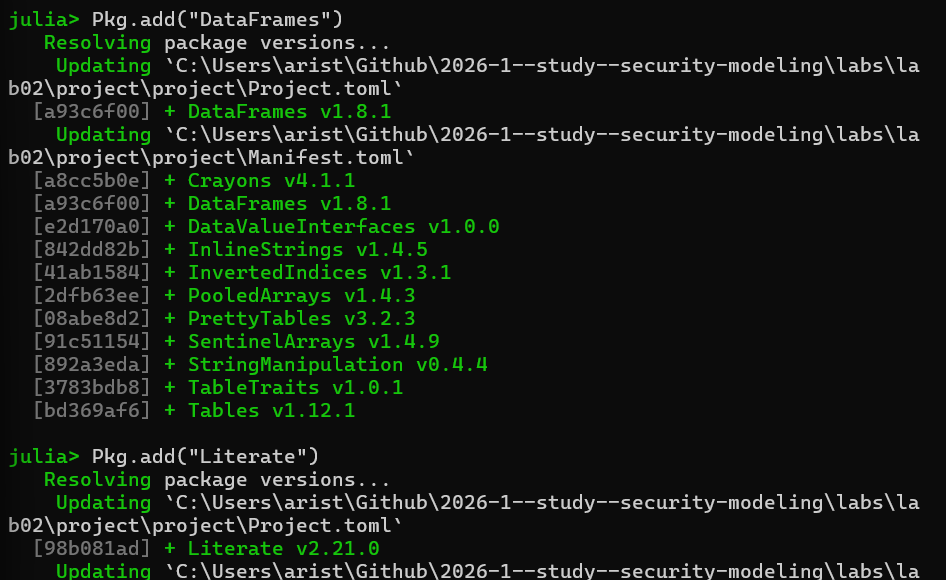 julia> Pkg.add("DataFrames")
Resolving package versions...
Updating `C:\Users\arist\Github\2026-1--study--security-modeling\labs\la
b02\project\project\Project.toml`
[a93c6f00] + DataFrames v1.8.1
Updating `C:\Users\arist\Github\2026-1--study--security-modeling\labs\la
b02\project\project\Manifest.toml`
[a8cc5b0e] + Crayons v4.1.1
[a93c6f00] + DataFrames v1.8.1
[e2d170a0] + DataValueInterfaces v1.0.0
[842dd82b] + InlineStrings v1.4.5
[41ab1584] + InvertedIndices v1.3.1
[2dfb63ee] + PooledArrays v1.4.3
[08abe8d2] + PrettyTables v3.2.3
[91c51154] + SentinelArrays v1.4.9
[892a3eda] + StringManipulation v0.4.4
[3783bdb8] + TableTraits v1.0.1
[bd369af6] + Tables v1.12.1
julia> Pkg.add("Literate")
Resolving package versions...
Updating `C:\Users\arist\Github\2026-1--study--security-modeling\labs\la
b02\project\project\Project.toml`
[98b081ad] + Literate v2.21.0
Updating `C:\Users\arist\Github\2026-1--study--security-modeling\labs\la